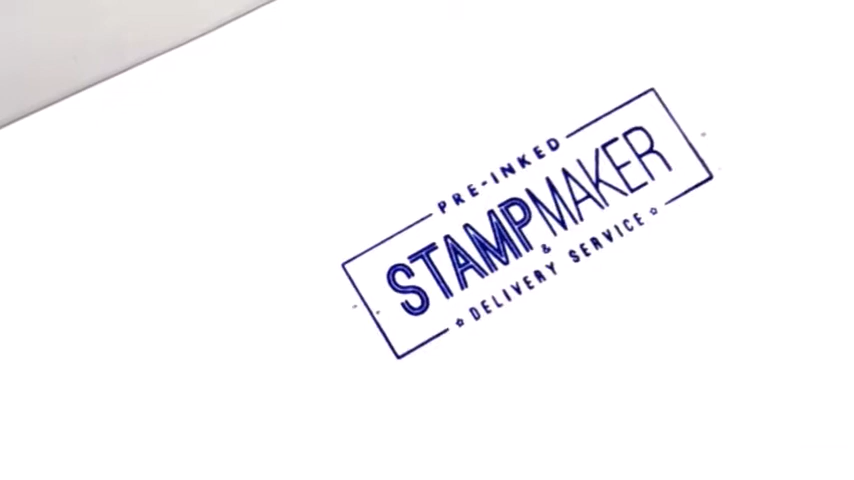 PRE-INKED
STAMPMAKER
&
☆ DELIVERY SERVICE ☆